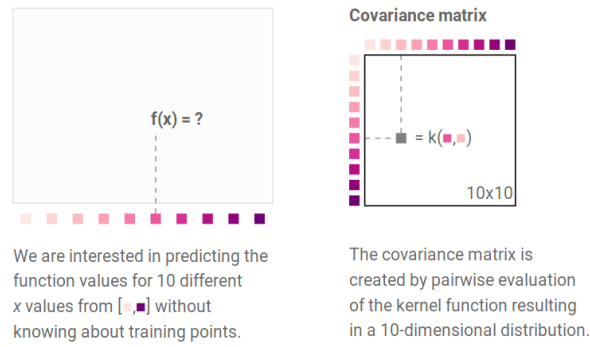 Covariance matrix
f(x) = ?
= k( , )
10x10
We are interested in predicting the
function values for 10 different
x values from [ , ] without
knowing about training points.
The covariance matrix is
created by pairwise evaluation
of the kernel function resulting
in a 10-dimensional distribution.